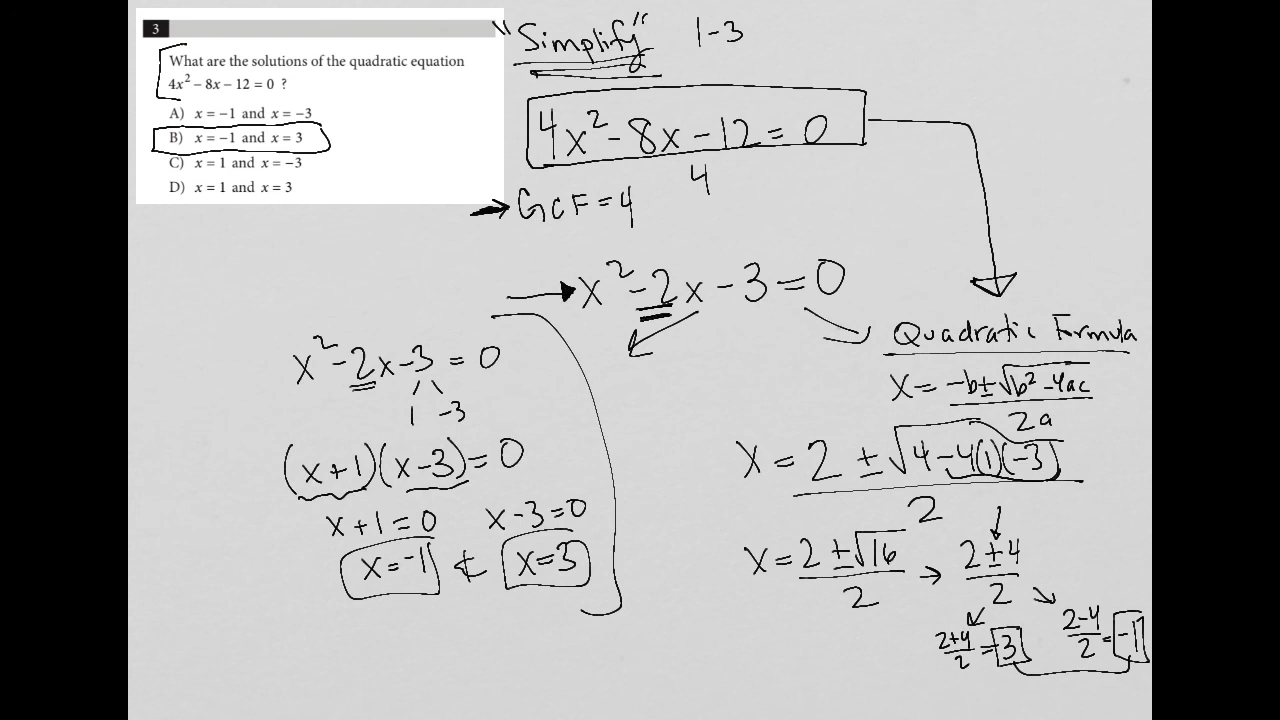 3
What are the solutions of the quadratic equation
4x² – 8x – 12 = 0 ?
A) x = –1 and x = –3
B) x = –1 and x = 3
C) x = 1 and x = –3
D) x = 1 and x = 3
"Simplify" 1-3
4x² - 8x - 12 = 0
4
→ GCF = 4
→ x² - 2x - 3 = 0
x² - 2x - 3 = 0
1 -3
(x+1)(x-3) = 0
x+1=0 x-3=0
x=-1 & x=3
Quadratic Formula
x = -b±√b²-4ac
2a
x = 2 ± √4-4(1)(-3)
2
x = 2±√16 → 2±4
2 2
2+4 = 3 2-4 = -1
2 2